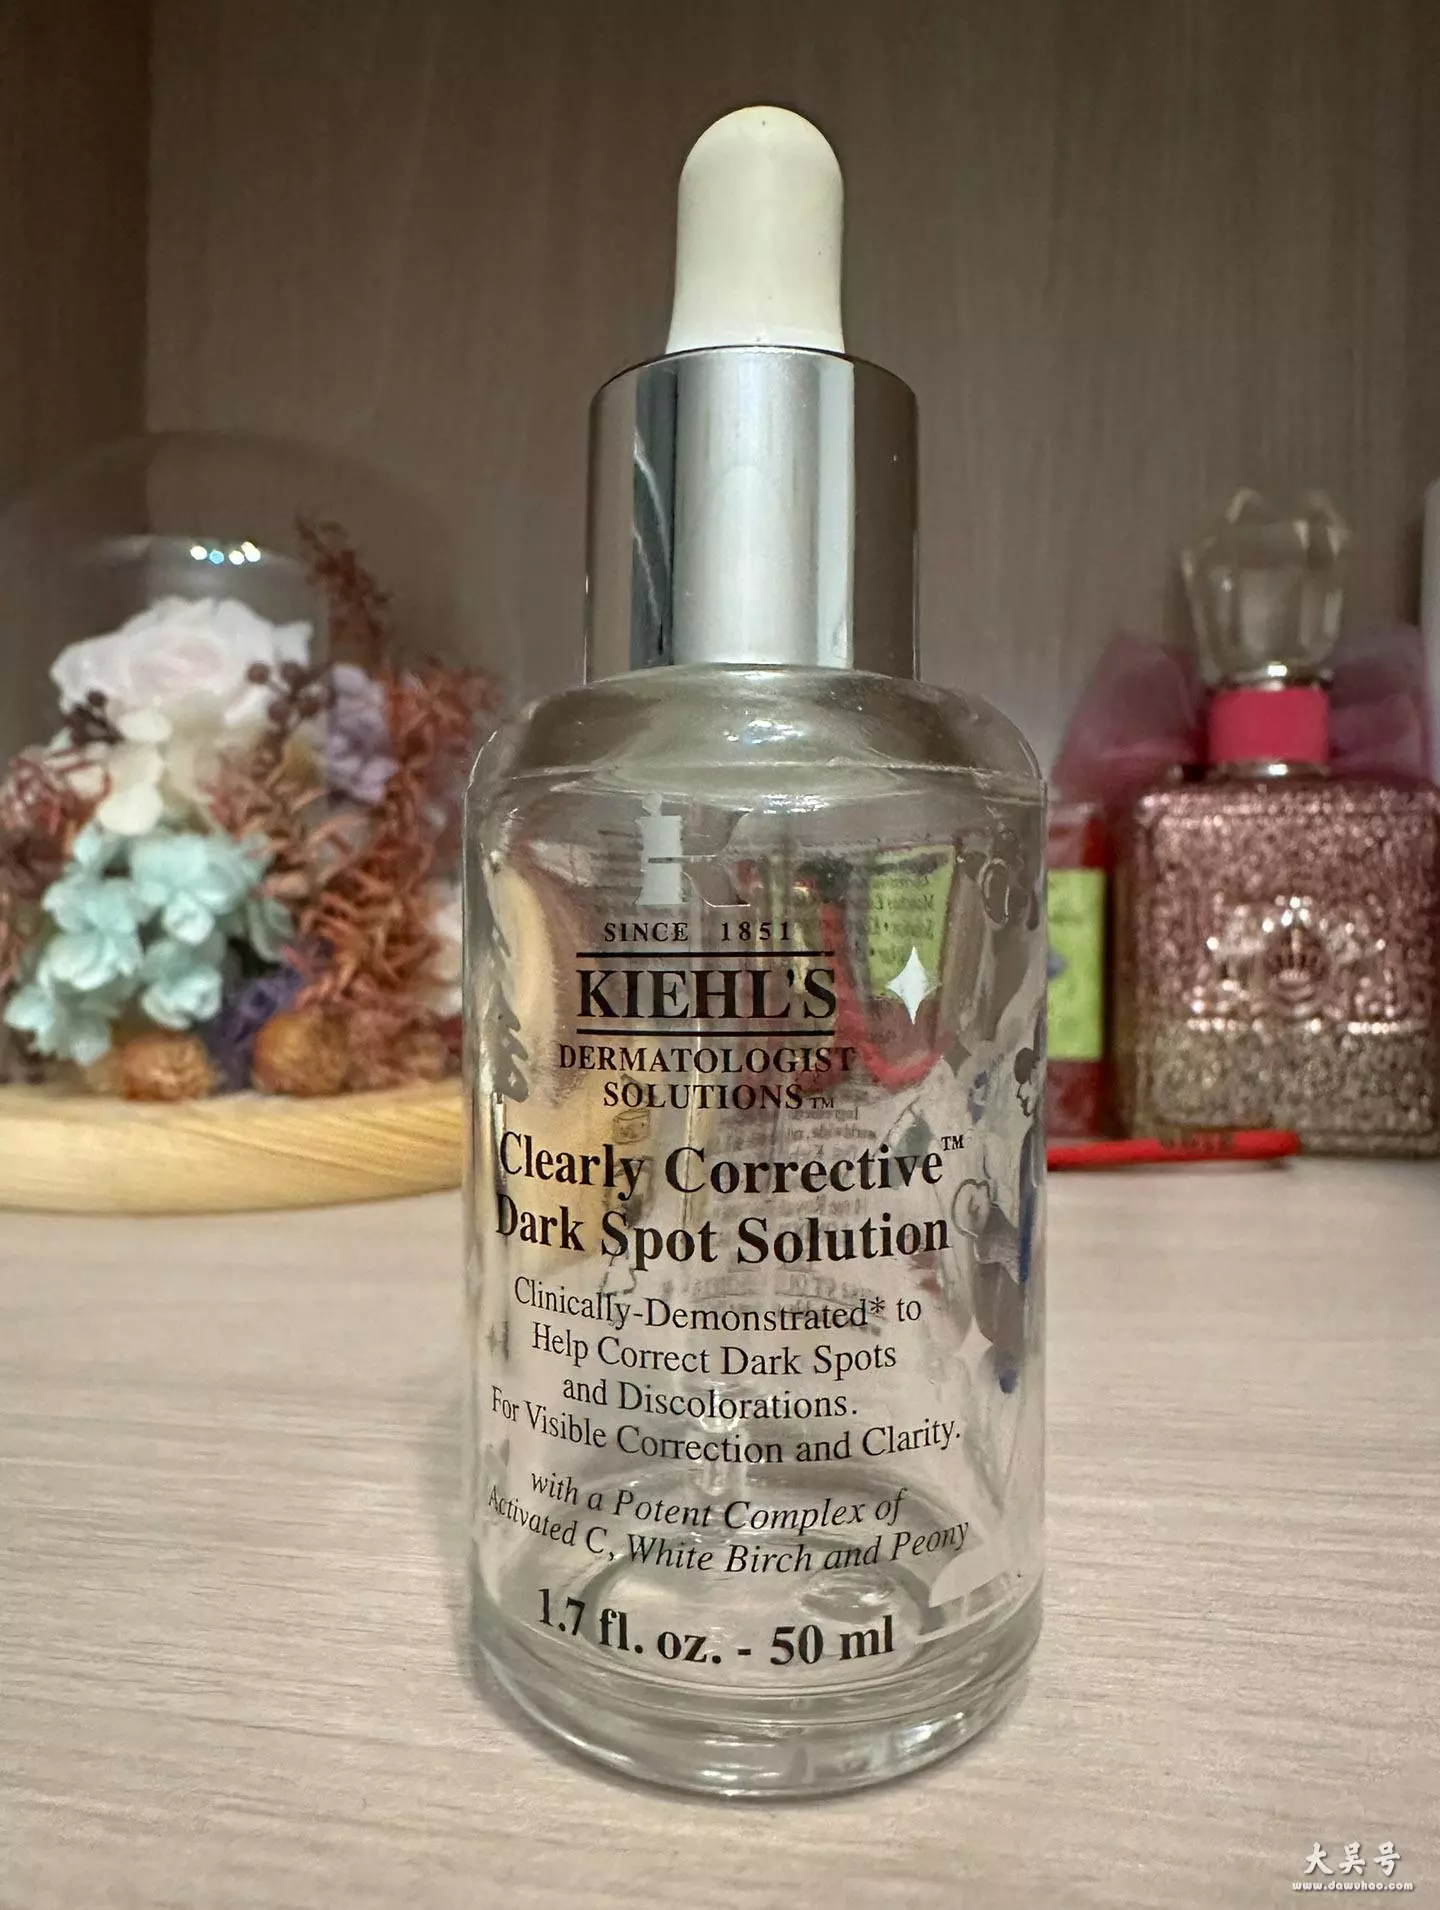 SINCE 1851
KIEHL'S
DERMATOLOGIST
SOLUTIONS™
Clearly Corrective™
Dark Spot Solution
Clinically-Demonstrated* to
Help Correct Dark Spots
and Discolorations.
For Visible Correction and Clarity.
with a Potent Complex of
Activated C, White Birch and Peony
1.7 fl. oz. - 50 ml
大吴号
www.dawuhao.com